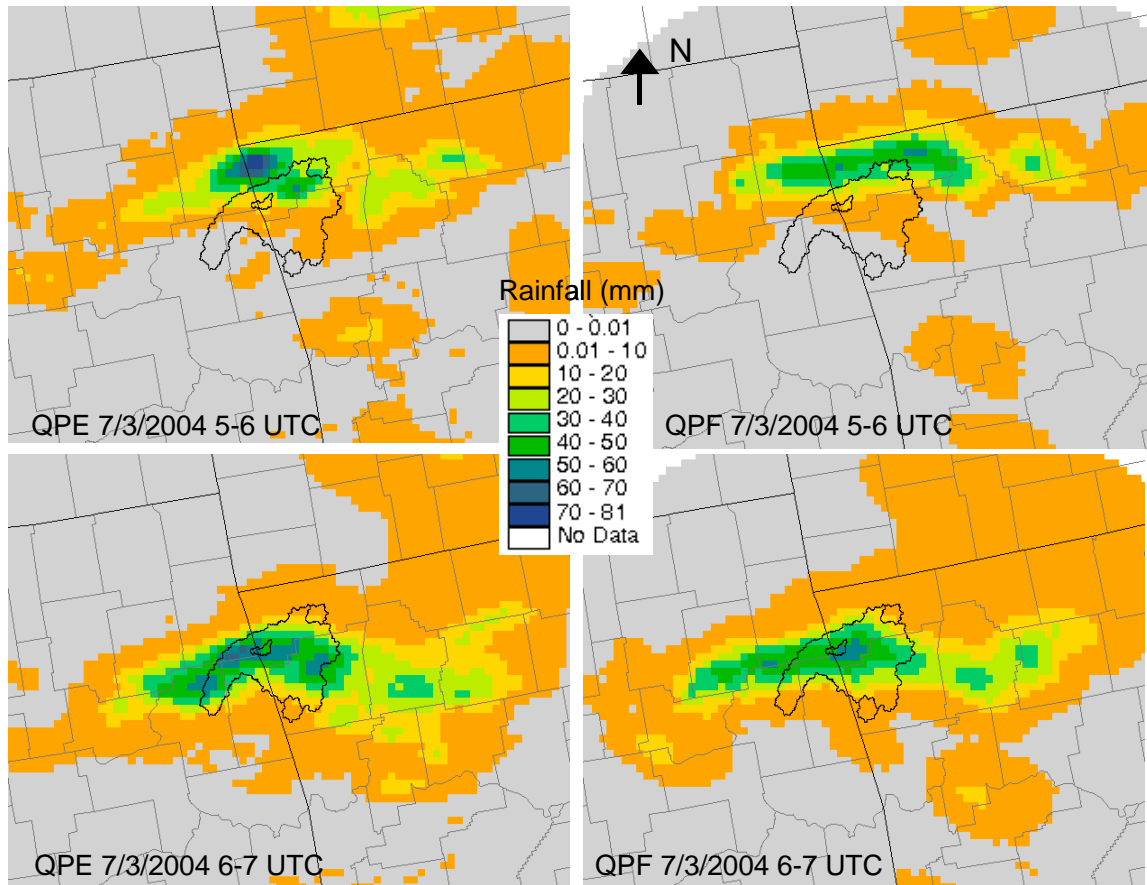 N
Rainfall (mm)
0 - 0.01
0.01 - 10
10 - 20
20 - 30
30 - 40
40 - 50
50 - 60
60 - 70
70 - 81
No Data
QPE 7/3/2004 5-6 UTC
QPF 7/3/2004 5-6 UTC
QPE 7/3/2004 6-7 UTC
QPF 7/3/2004 6-7 UTC